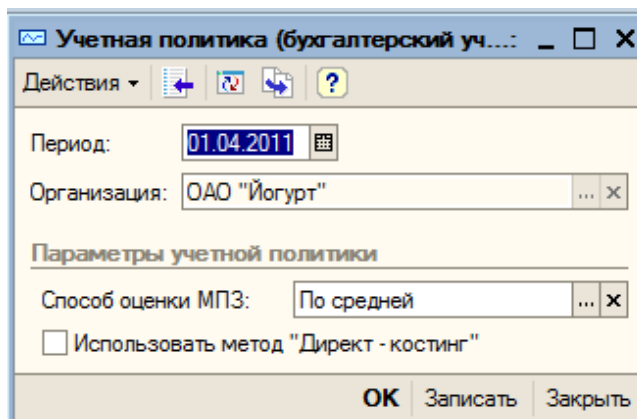 Учетная политика (бухгалтерский уч...:
Действия
Период: 01.04.2011
Организация: ОАО "Йогурт" ... ×
Параметры учетной политики
Способ оценки МПЗ: По средней ... ×
Использовать метод "Директ - костинг"
OK Записать Закрыть